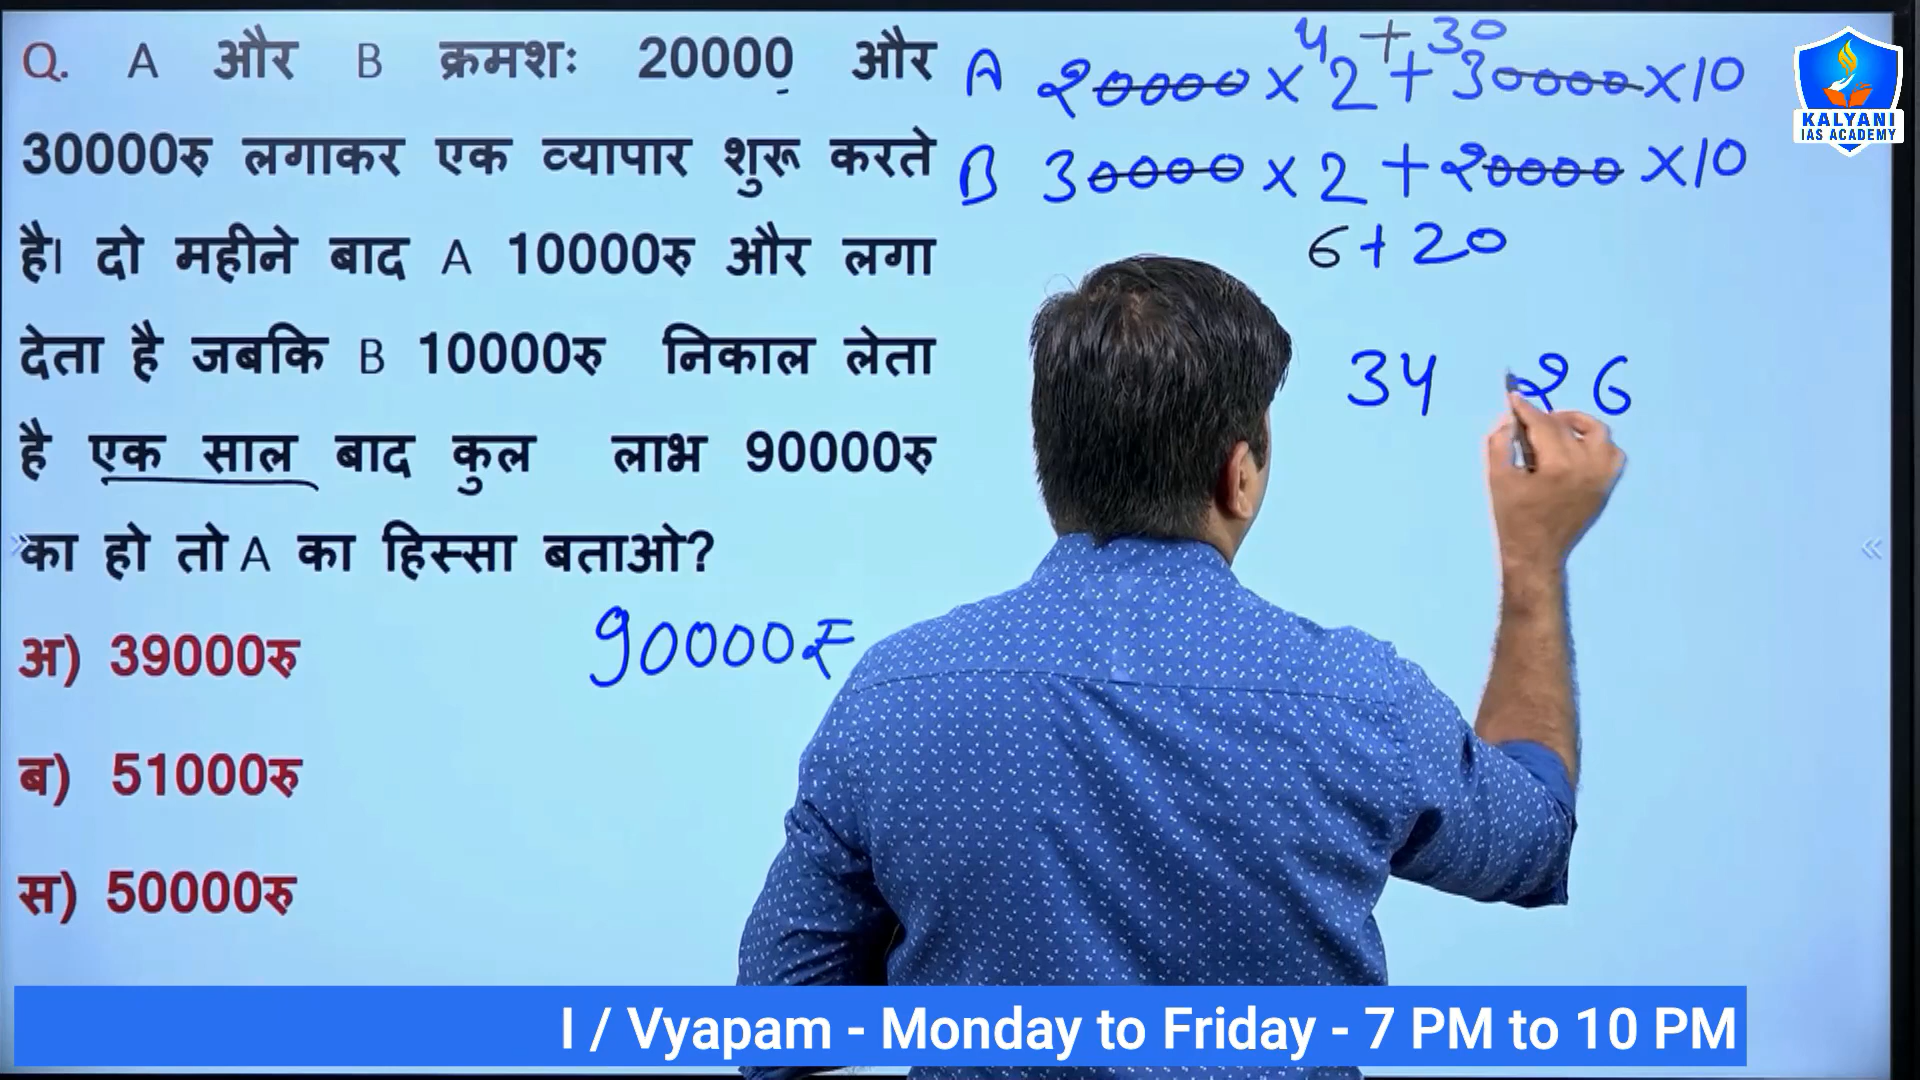 Q. A और B क्रमशः 20000 और
30000रु लगाकर एक व्यापार शुरू करते
है। दो महीने बाद A 10000रु और लगा
देता है जबकि B 10000रु निकाल लेता
है एक साल बाद कुल लाभ 90000रु
का हो तो A का हिस्सा बताओ?
अ) 39000रु
ब) 51000रु
स) 50000रु
90000₹
4 + 30
A 20000 x 2 + 30000 x 10
B 30000 x 2 + 20000 x 10
6 + 20
34 26
KALYANI
IAS ACADEMY
I / Vyapam - Monday to Friday - 7 PM to 10 PM